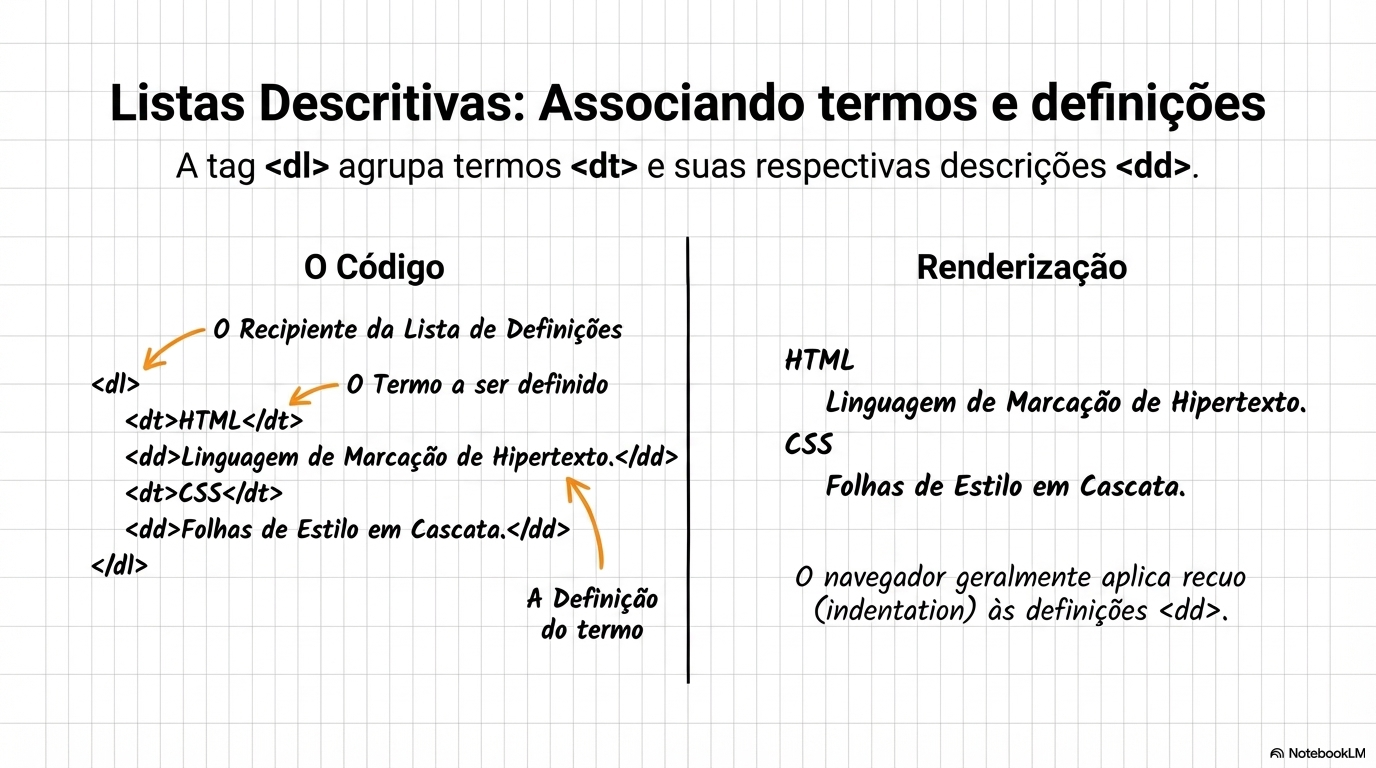 Listas Descritivas: Associando termos e definições
A tag <dl> agrupa termos <dt> e suas respectivas descrições <dd>.
O Código
O Recipiente da Lista de Definições
<dl>
O Termo a ser definido
<dt>HTML</dt>
<dd>Linguagem de Marcação de Hipertexto.</dd>
<dt>CSS</dt>
<dd>Folhas de Estilo em Cascata.</dd>
</dl>
A Definição
do termo
Renderização
HTML
Linguagem de Marcação de Hipertexto.
CSS
Folhas de Estilo em Cascata.
O navegador geralmente aplica recuo
(indentation) às definições <dd>.
NotebookLM